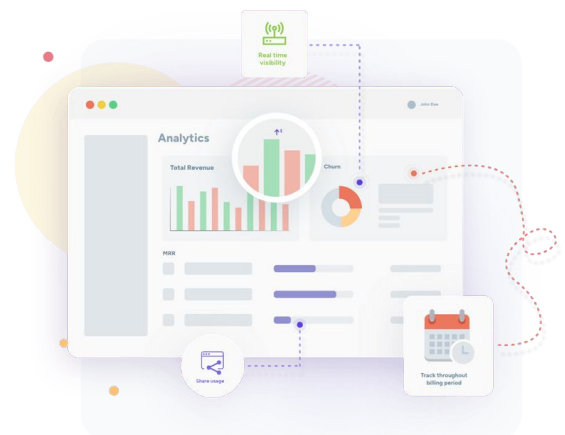 Real time
visibility
John Doe
Analytics
Total Revenue
Churn
MRR
Share usage
Track throughout
billing period